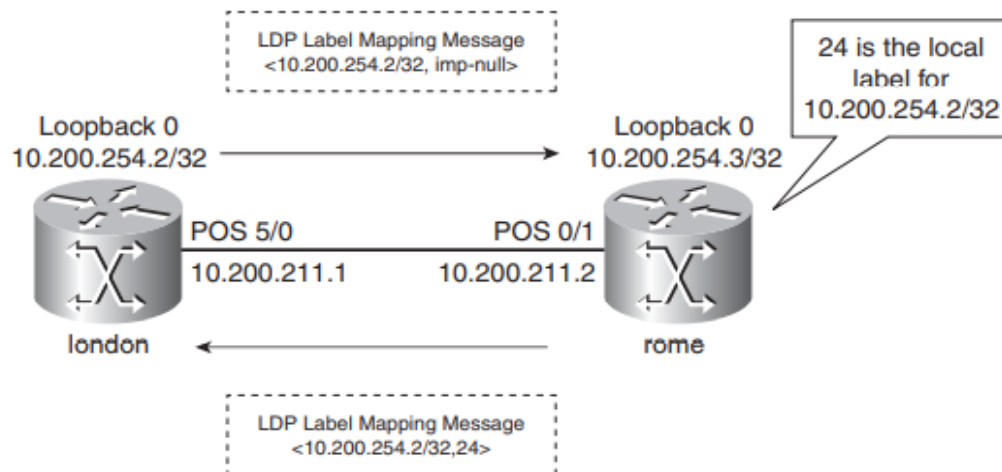 LDP Label Mapping Message
<10.200.254.2/32, imp-null>
24 is the local
label for
10.200.254.2/32
Loopback 0
10.200.254.2/32
Loopback 0
10.200.254.3/32
POS 5/0
POS 0/1
10.200.211.1
10.200.211.2
london
rome
LDP Label Mapping Message
<10.200.254.2/32,24>